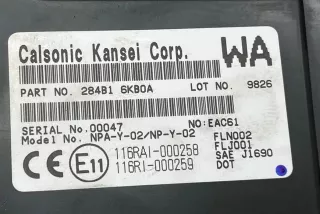 Calsonic Kansei Corp. WA
PART NO. 284B1 6KB0A LOT NO. 9826
SERIAL No.00047 NO:EAC61
Model No. NPA-Y-02/NP-Y-02 FLN002
CE E11 116RAI-000258 FLJ001
116RI-000259 SAE J1690
DOT